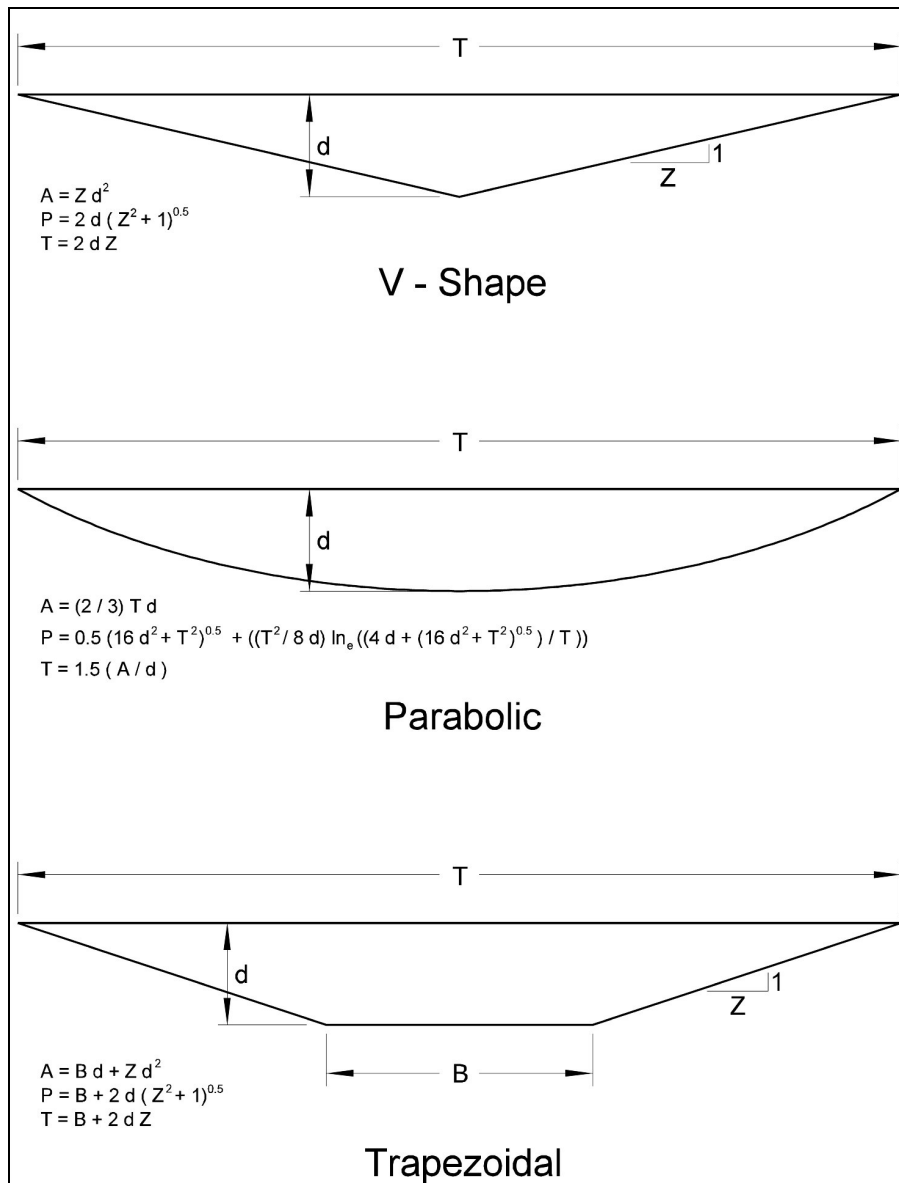 T
d
1
Z
A = Z d²
P = 2 d ( Z² + 1)^0.5
T = 2 d Z
V - Shape
T
d
A = (2 / 3) T d
P = 0.5 (16 d² + T²)^0.5 + ((T² / 8 d) ln_e ((4 d + (16 d² + T²)^0.5 ) / T ))
T = 1.5 ( A / d )
Parabolic
T
d
1
Z
B
A = B d + Z d²
P = B + 2 d ( Z² + 1)^0.5
T = B + 2 d Z
Trapezoidal